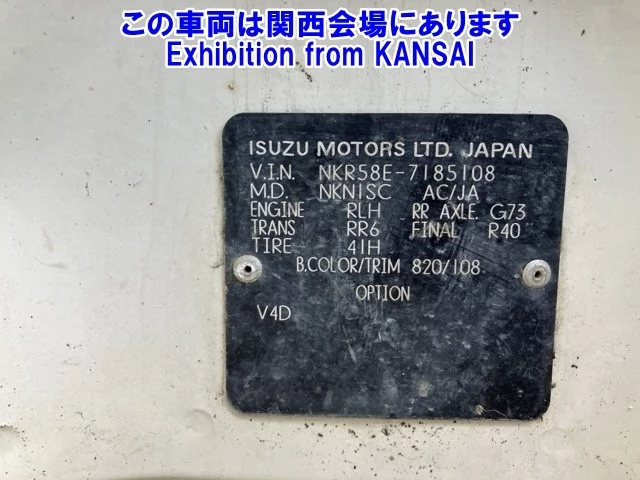 この車両は関西会場にあります
Exhibition from KANSAI
ISUZU MOTORS LTD. JAPAN
V.I.N. NKR58E-7185108
M.D. NKN1SC AC/JA
ENGINE RLH RR AXLE G73
TRANS RR6 FINAL R40
TIRE 41H
B.COLOR/TRIM 820/108
OPTION
V4D